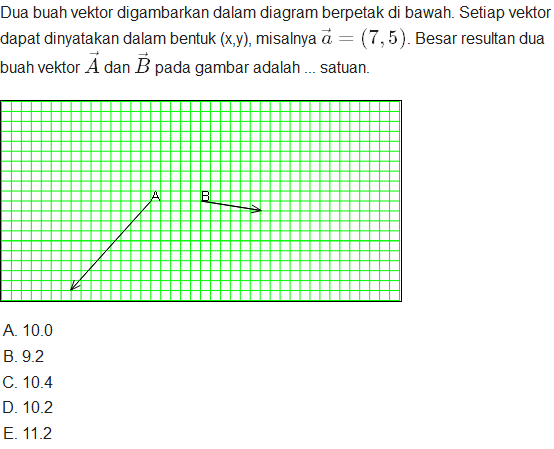 Dua buah vektor digambarkan dalam diagram berpetak di bawah. Setiap vektor
dapat dinyatakan dalam bentuk (x,y), misalnya $\vec{a} = (7, 5)$. Besar resultan dua
buah vektor $\vec{A}$ dan $\vec{B}$ pada gambar adalah ... satuan.
A B
A. 10.0
B. 9.2
C. 10.4
D. 10.2
E. 11.2